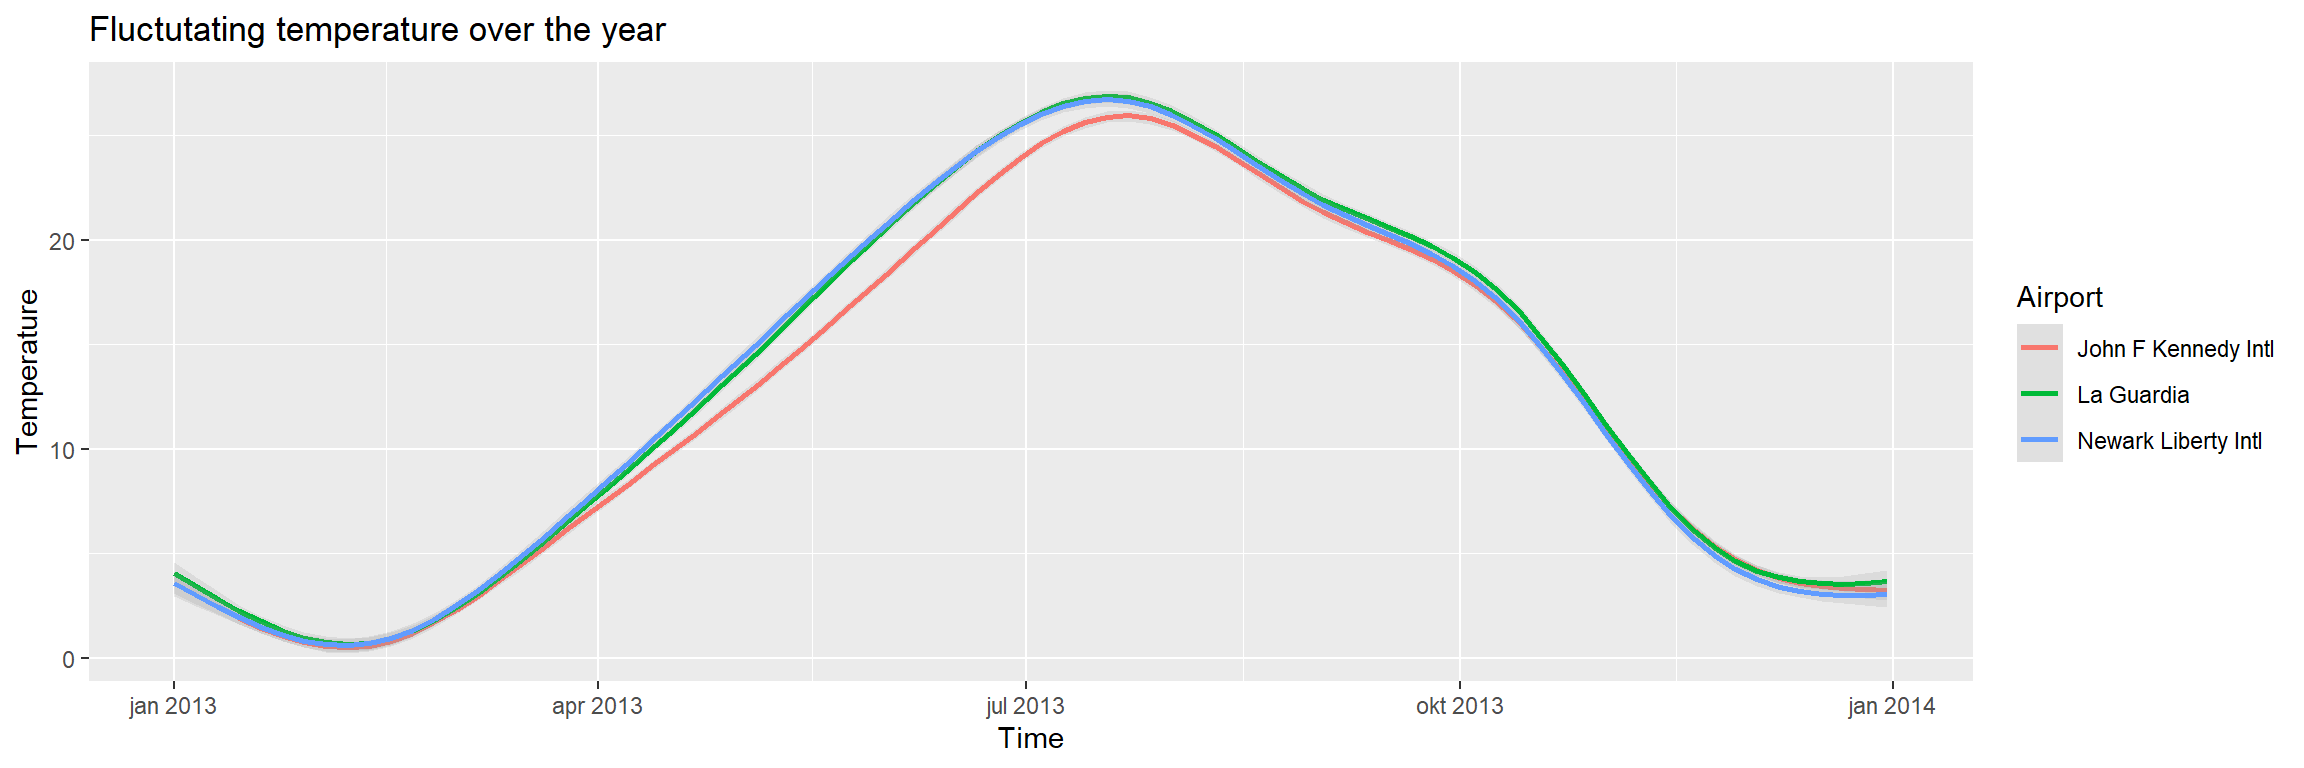 Fluctutating temperature over the year
Temperature
20
10
0
jan 2013
apr 2013
jul 2013
okt 2013
jan 2014
Time
Airport
John F Kennedy Intl
La Guardia
Newark Liberty Intl